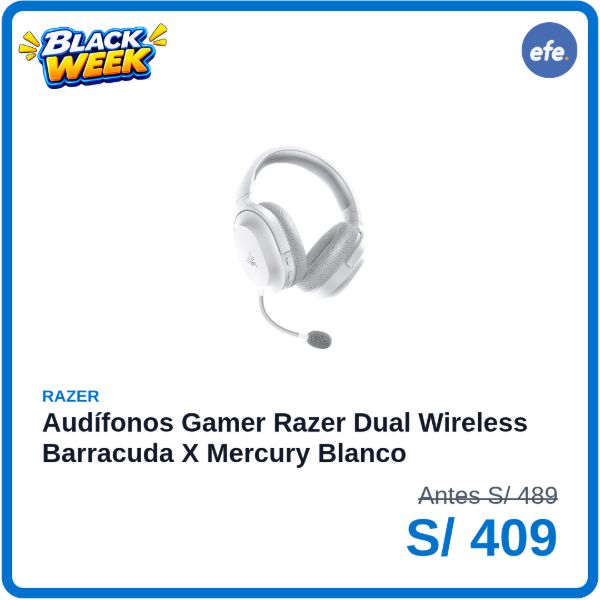 BLACK
WEEK
efe.
RAZER
Audífonos Gamer Razer Dual Wireless
Barracuda X Mercury Blanco
Antes S/ 489
S/ 409